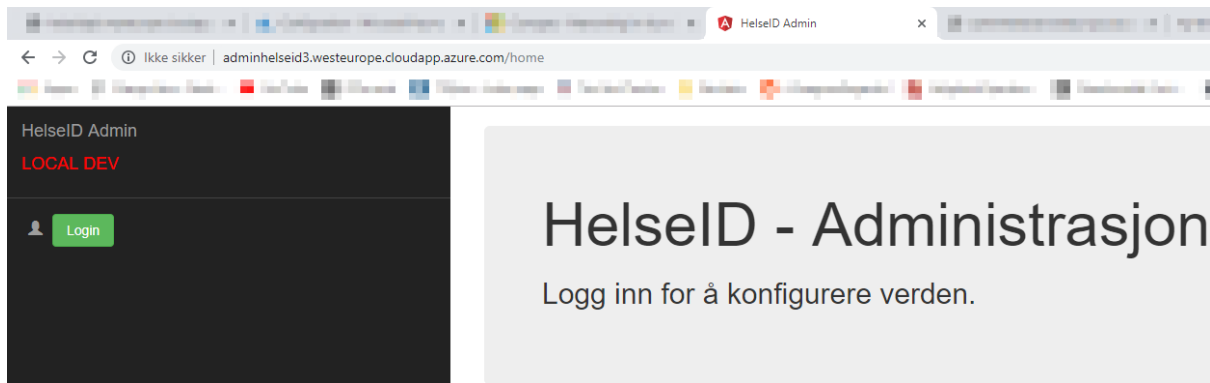 HelseID Admin
Ikke sikker | adminhelseid3.westeurope.cloudapp.azure.com/home
HelseID Admin
LOCAL DEV
Login
HelseID - Administrasjon
Logg inn for å konfigurere verden.